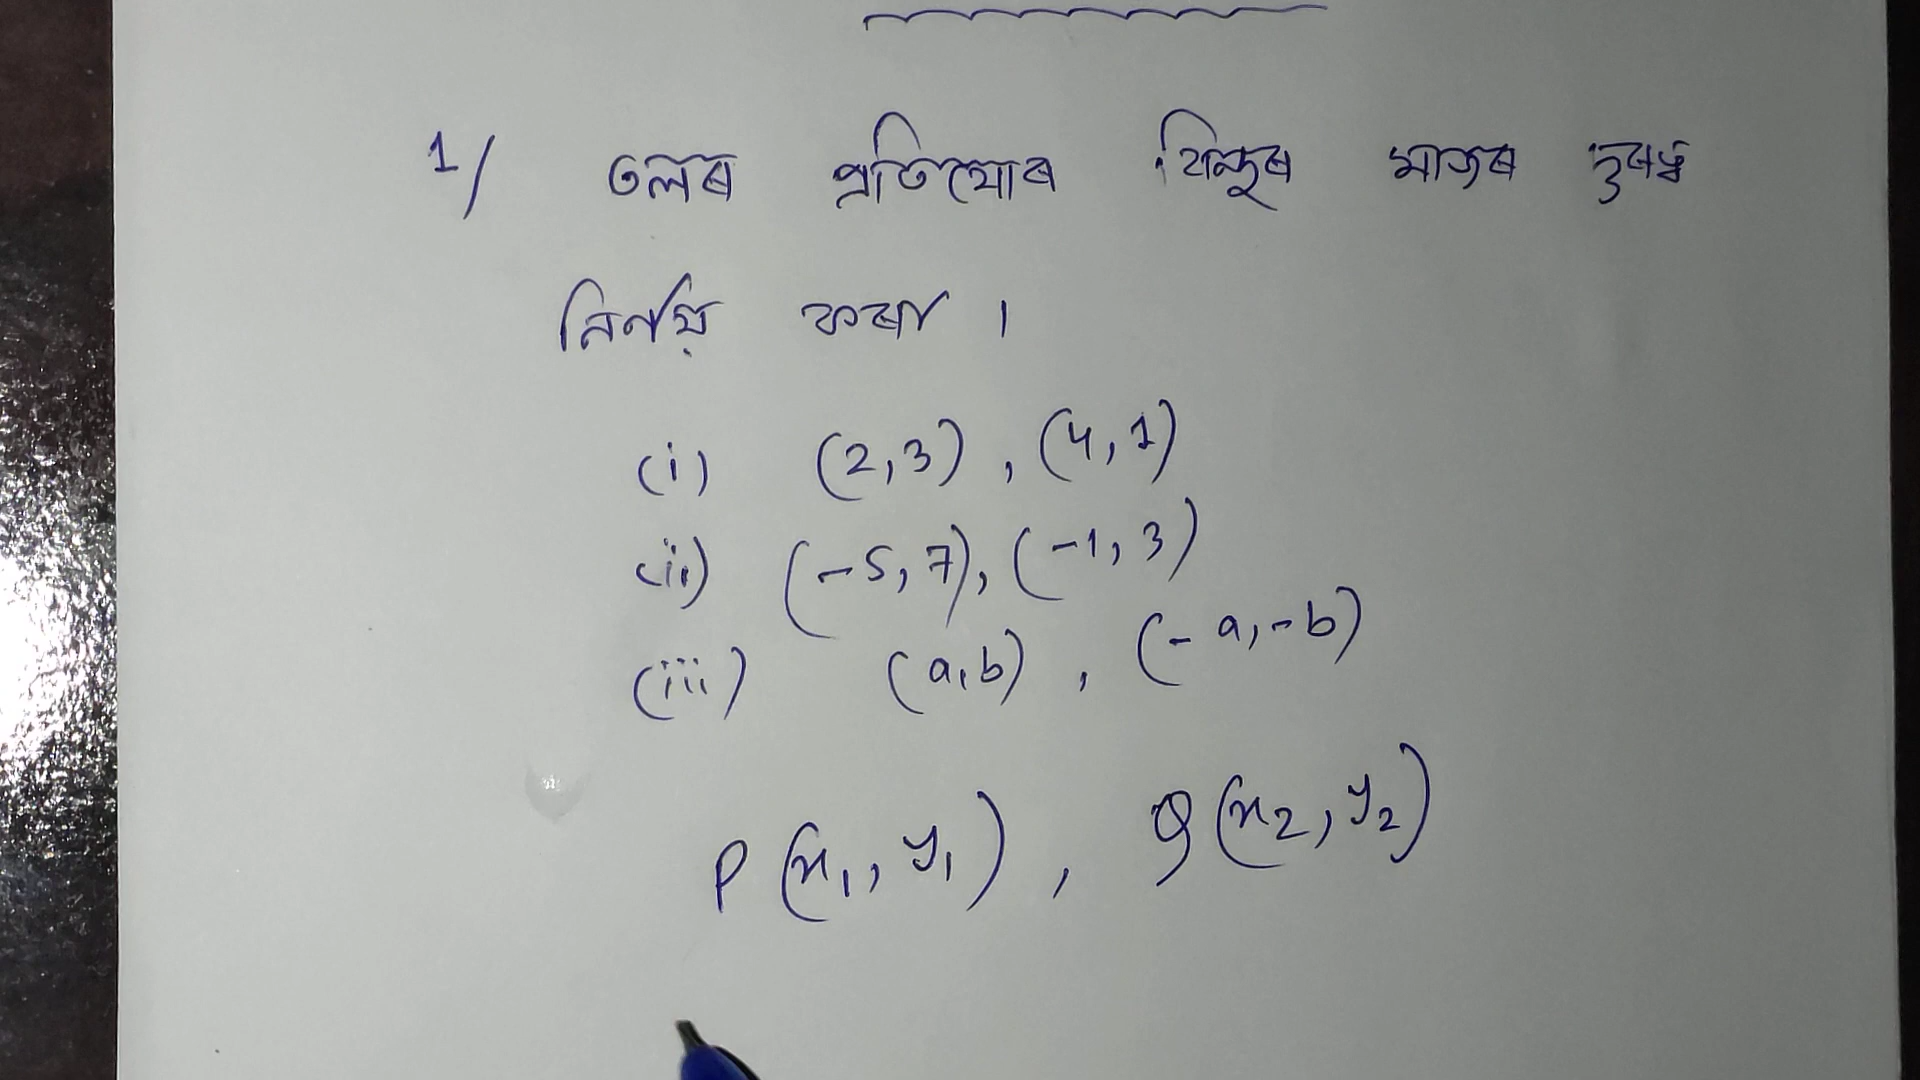 1/ তলৰ প্ৰতিযোৰ বিন্দুৰ মাজৰ দুৰত্ব
নিৰ্ণয় কৰা ।
(i) (2,3) , (4,1)
(ii) (-5,7), (-1,3)
(iii) (a,b) , (-a,-b)
P(x₁, y₁) , Q(x₂, y₂)